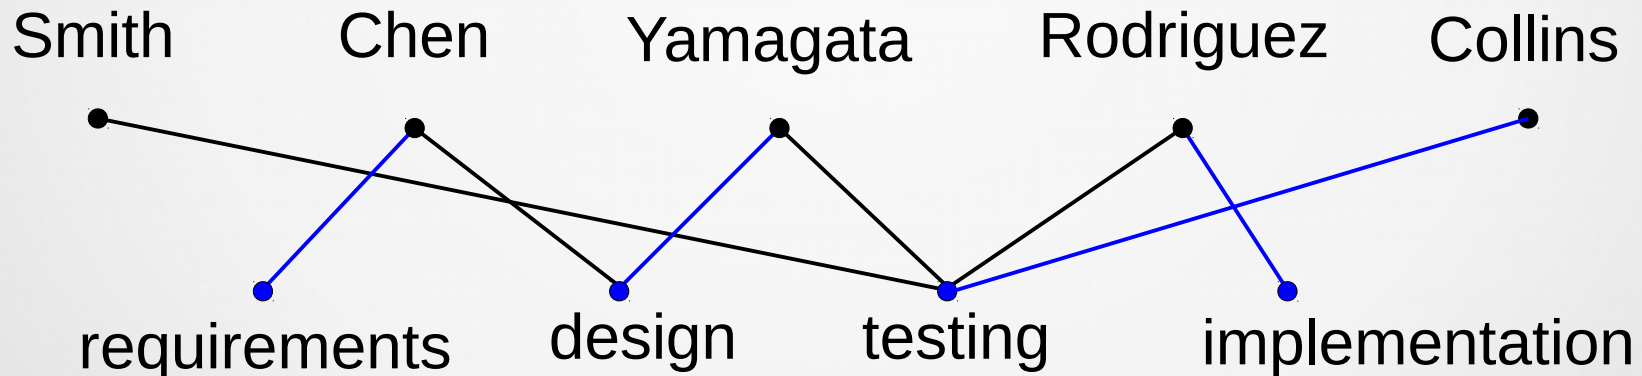 Smith Chen Yamagata Rodriguez Collins
requirements design testing implementation